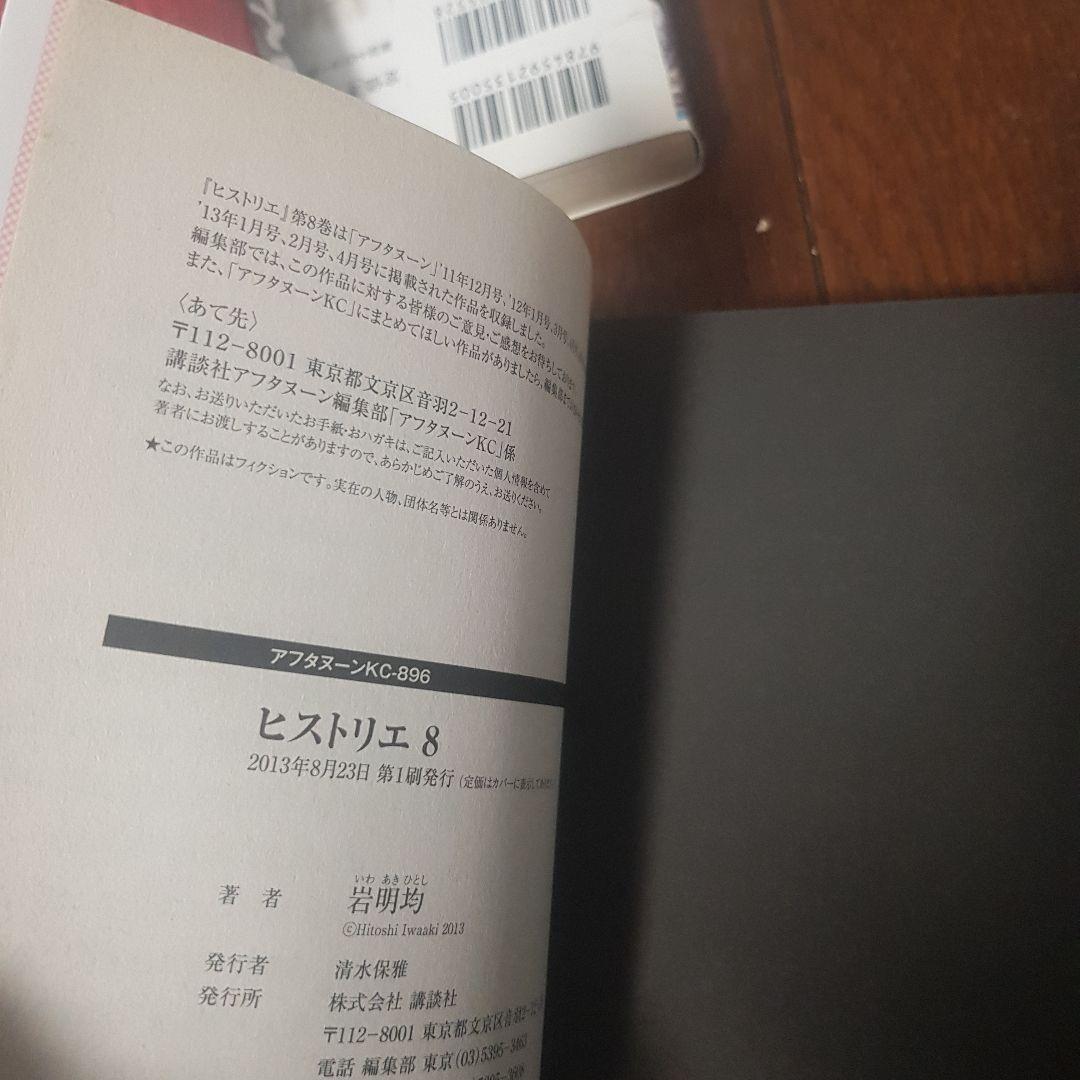 『ヒストリエ』第8巻は「アフタヌーン」'11年12月号、'12年1月号、3月号、
'13年1月号、2月号、4月号に掲載された作品を収録しました。
編集部では、この作品に対する皆様のご意見・ご感想をお待ちしており
また、「アフタヌーンKC」にまとめてほしい作品がありましたら、編集部まで
〈あて先〉
〒112-8001 東京都文京区音羽2-12-21
講談社アフタヌーン編集部「アフタヌーンKC」係
なお、お送りいただいたお手紙・おハガキは、ご記入いただいた個人情報を含めて
著者にお渡しすることがありますので、あらかじめご了解のうえ、お送りください。
★この作品はフィクションです。実在の人物、団体名等とは関係ありません。
アフタヌーンKC-896
ヒストリエ 8
2013年8月23日 第1刷発行 (定価はカバーに表示してあり
いわ あき ひとし
著 者 岩明均
©Hitoshi Iwaaki 2013
発行者 清水保雅
発行所 株式会社 講談社
〒112-8001 東京都文京区音羽2-12-
電話 編集部 東京(03)5395-3463